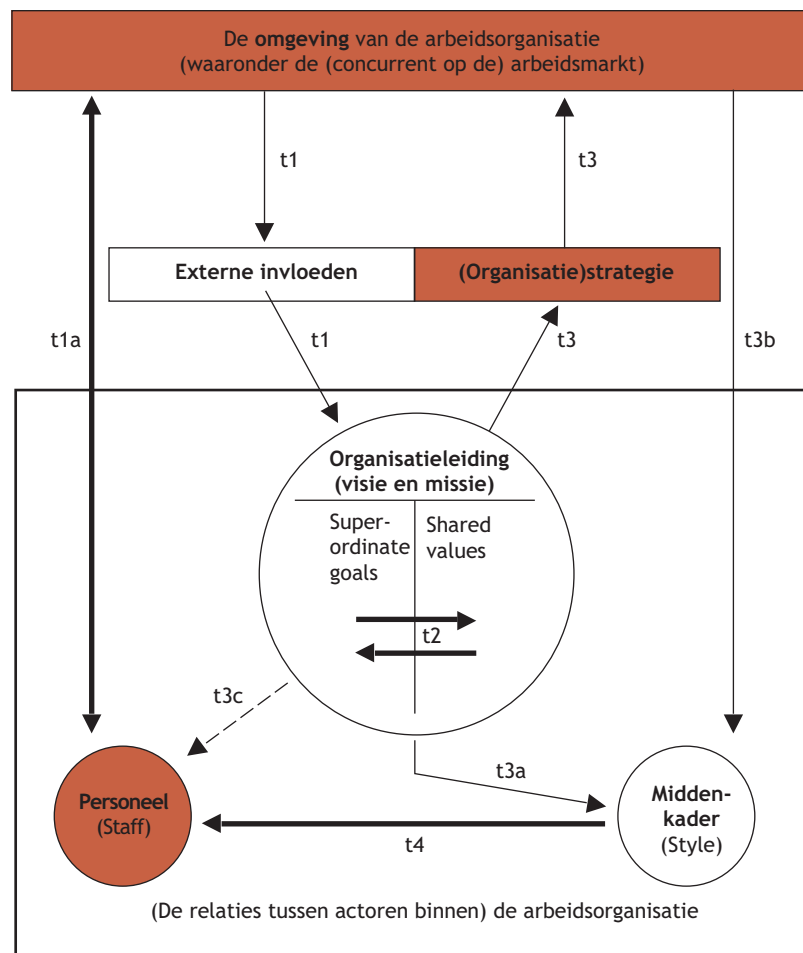 De omgeving van de arbeidsorganisatie
(waaronder de (concurrent op de) arbeidsmarkt)
t1
t3
Externe invloeden
(Organisatie)strategie
t1a
t1
t3
t3b
Organisatieleiding
(visie en missie)
Super-
ordinate
goals
Shared
values
t2
t3c
t3a
Personeel
(Staff)
Midden-
kader
(Style)
t4
(De relaties tussen actoren binnen) de arbeidsorganisatie